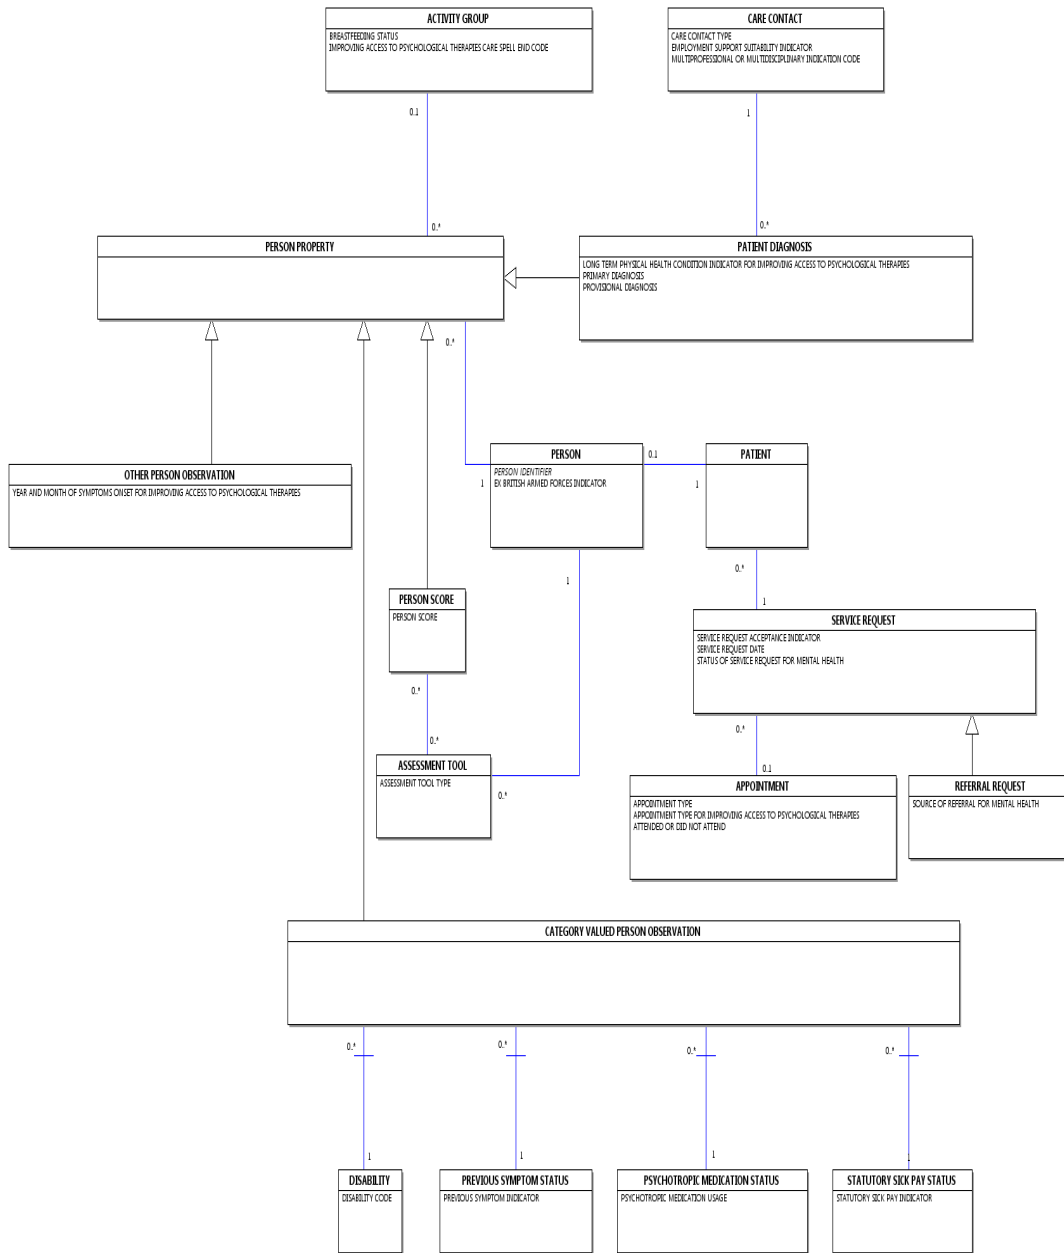 ACTIVITY GROUP
BREASTFEEDING STATUS
IMPROVING ACCESS TO PSYCHOLOGICAL THERAPIES CARE SPELL END CODE
CARE CONTACT
CARE CONTACT TYPE
EMPLOYMENT SUPPORT SUITABILITY INDICATOR
MULTIPROFESSIONAL OR MULTIDISCIPLINARY INDICATION CODE
0..1
1
0..*
0..*
PERSON PROPERTY
PATIENT DIAGNOSIS
LONG TERM PHYSICAL HEALTH CONDITION INDICATOR FOR IMPROVING ACCESS TO PSYCHOLOGICAL THERAPIES
PRIMARY DIAGNOSIS
PROVISIONAL DIAGNOSIS
0..*
OTHER PERSON OBSERVATION
YEAR AND MONTH OF SYMPTOMS ONSET FOR IMPROVING ACCESS TO PSYCHOLOGICAL THERAPIES
PERSON
PERSON IDENTIFIER
EX BRITISH ARMED FORCES INDICATOR
1
0..1
1
PATIENT
1
0..*
1
PERSON SCORE
PERSON SCORE
SERVICE REQUEST
SERVICE REQUEST ACCEPTANCE INDICATOR
SERVICE REQUEST DATE
STATUS OF SERVICE REQUEST FOR MENTAL HEALTH
0..*
0..*
0..*
0..1
ASSESSMENT TOOL
ASSESSMENT TOOL TYPE
0..*
APPOINTMENT
APPOINTMENT TYPE
APPOINTMENT TYPE FOR IMPROVING ACCESS TO PSYCHOLOGICAL THERAPIES
ATTENDED OR DID NOT ATTEND
REFERRAL REQUEST
SOURCE OF REFERRAL FOR MENTAL HEALTH
CATEGORY VALUED PERSON OBSERVATION
0..*
0..*
0..*
0..*
1
1
1
1
DISABILITY
DISABILITY CODE
PREVIOUS SYMPTOM STATUS
PREVIOUS SYMPTOM INDICATOR
PSYCHOTROPIC MEDICATION STATUS
PSYCHOTROPIC MEDICATION USAGE
STATUTORY SICK PAY STATUS
STATUTORY SICK PAY INDICATOR